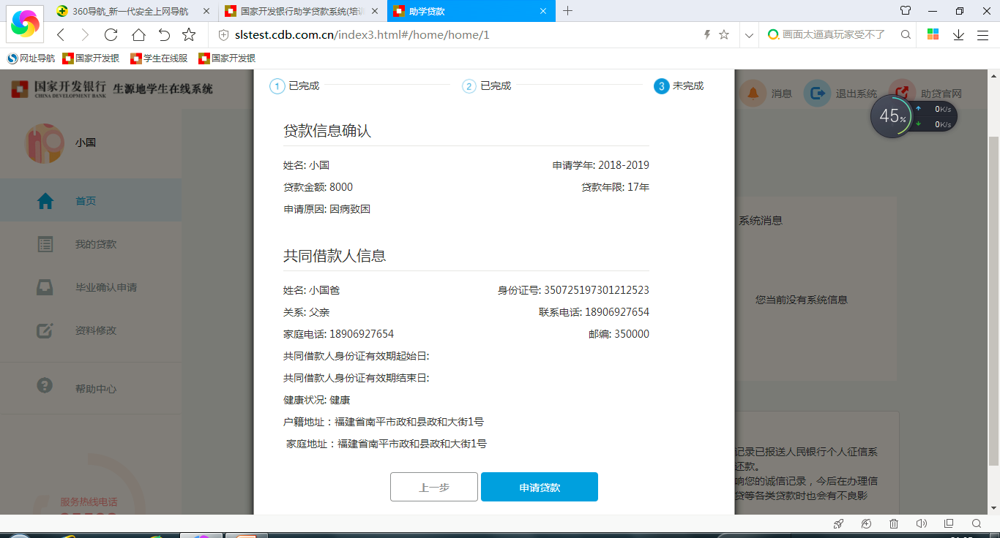 360导航_新一代安全上网导航
国家开发银行助学贷款系统(培训
助学贷款
slstest.cdb.com.cn/index3.html#/home/home/1
画面太逼真玩家受不了
网址导航
国家开发银
学生在线服
国家开发银
国家开发银行
CHINA DEVELOPMENT BANK
生源地学生在线系统
1 已完成
2 已完成
3 未完成
消息
退出系统
助贷官网
45%
0K/s
0K/s
小国
首页
我的贷款
毕业确认申请
资料修改
帮助中心
服务热线电话
贷款信息确认
姓名: 小国
申请学年: 2018-2019
贷款金额: 8000
贷款年限: 17年
申请原因: 因病致困
共同借款人信息
姓名: 小国爸
身份证号: 350725197301212523
关系: 父亲
联系电话: 18906927654
家庭电话: 18906927654
邮编: 350000
共同借款人身份证有效期起始日:
共同借款人身份证有效期结束日:
健康状况: 健康
户籍地址：福建省南平市政和县政和大街1号
家庭地址：福建省南平市政和县政和大街1号
上一步
申请贷款
系统消息
您当前没有系统信息
记录已报送人民银行个人征信系
还款。
响您的诚信记录，今后在办理信
贷等各类贷款时也会有不良影